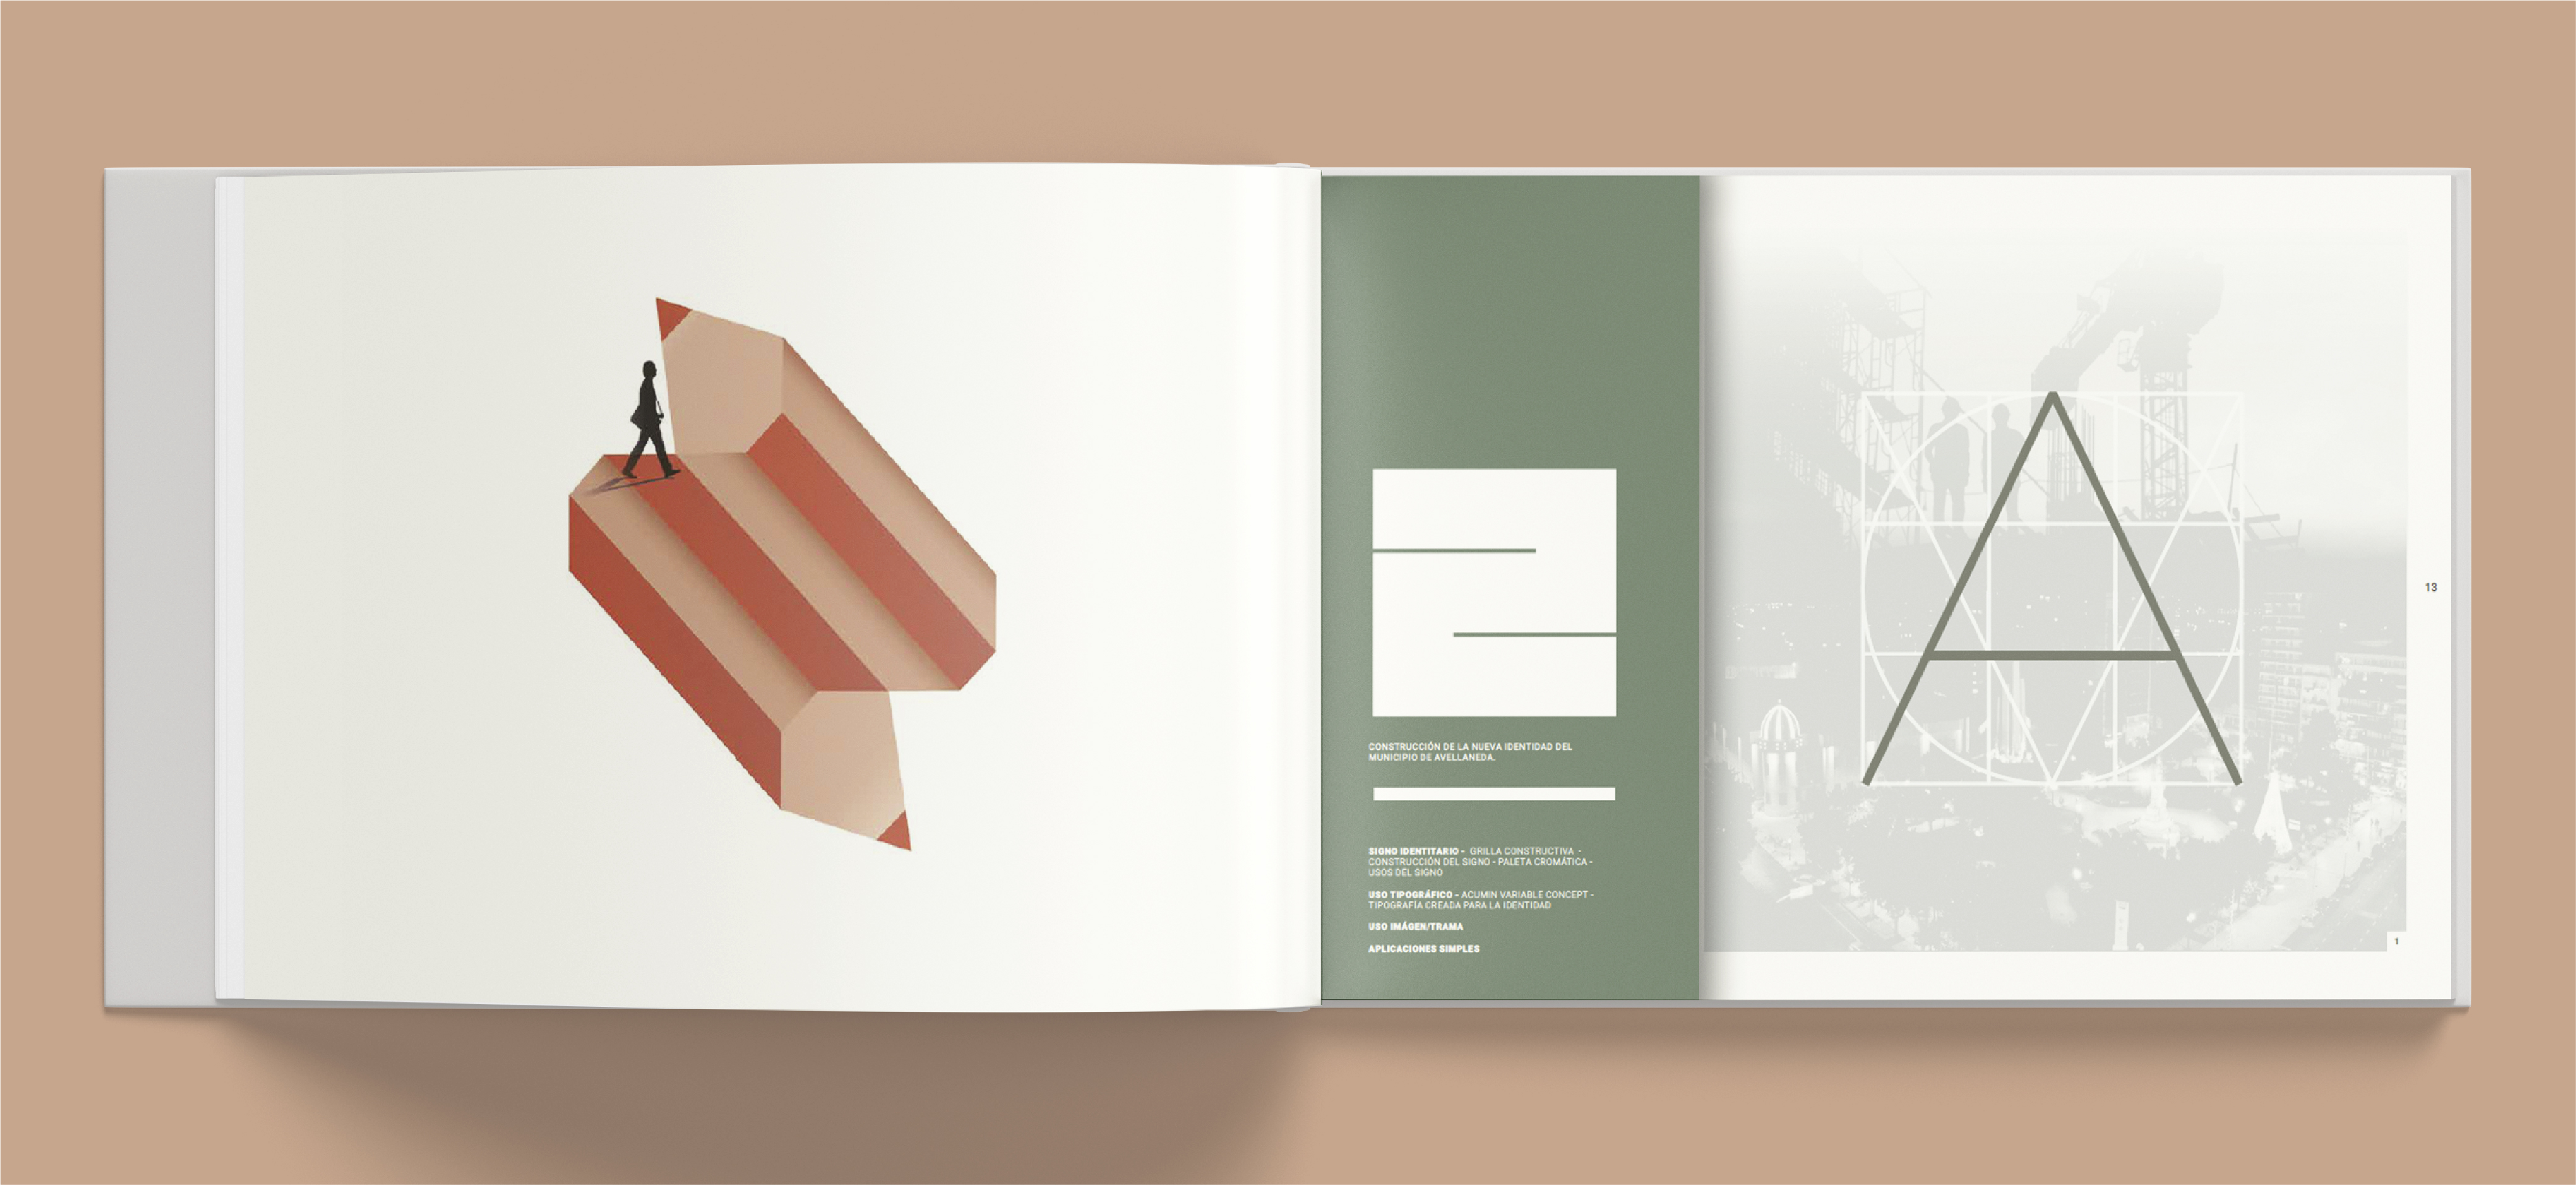 2
CONSTRUCCIÓN DE LA NUEVA IDENTIDAD DEL
MUNICIPIO DE AVELLANEDA.
SIGNO IDENTITARIO - GRILLA CONSTRUCTIVA -
CONSTRUCCIÓN DEL SIGNO - PALETA CROMÁTICA -
USOS DEL SIGNO
USO TIPOGRÁFICO - ACUMIN VARIABLE CONCEPT -
TIPOGRAFÍA CREADA PARA LA IDENTIDAD
USO IMÁGEN/TRAMA
APLICACIONES SIMPLES
A
13
1